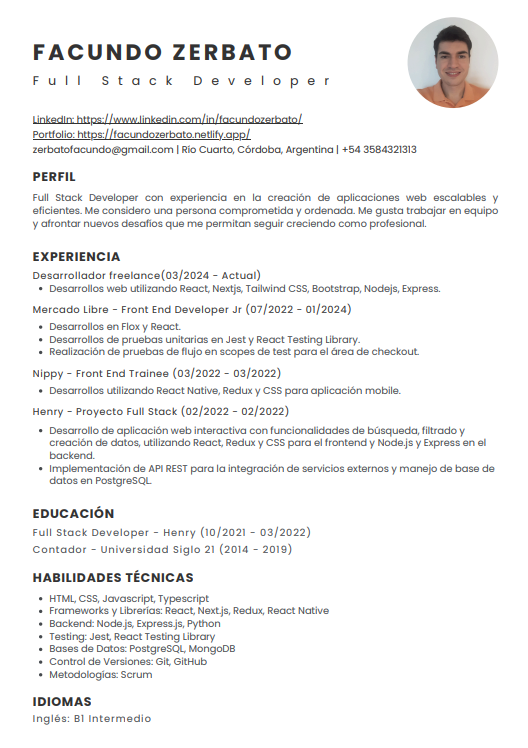 FACUNDO ZERBATO
Full Stack Developer
LinkedIn: https://www.linkedin.com/in/facundozerbato/
Portfolio: https://facundozerbato.netlify.app/
zerbatofacundo@gmail.com | Río Cuarto, Córdoba, Argentina | +54 3584321313
PERFIL
Full Stack Developer con experiencia en la creación de aplicaciones web escalables y
eficientes. Me considero una persona comprometida y ordenada. Me gusta trabajar en equipo
y afrontar nuevos desafíos que me permitan seguir creciendo como profesional.
EXPERIENCIA
Desarrollador freelance(03/2024 - Actual)
• Desarrollos web utilizando React, Nextjs, Tailwind CSS, Bootstrap, Nodejs, Express.
Mercado Libre - Front End Developer Jr (07/2022 - 01/2024)
• Desarrollos en Flox y React.
• Desarrollos de pruebas unitarias en Jest y React Testing Library.
• Realización de pruebas de flujo en scopes de test para el área de checkout.
Nippy - Front End Trainee (03/2022 - 03/2022)
• Desarrollos utilizando React Native, Redux y CSS para aplicación mobile.
Henry - Proyecto Full Stack (02/2022 - 02/2022)
• Desarrollo de aplicación web interactiva con funcionalidades de búsqueda, filtrado y
creación de datos, utilizando React, Redux y CSS para el frontend y Node.js y Express en el
backend.
• Implementación de API REST para la integración de servicios externos y manejo de base de
datos en PostgreSQL.
EDUCACIÓN
Full Stack Developer - Henry (10/2021 - 03/2022)
Contador - Universidad Siglo 21 (2014 - 2019)
HABILIDADES TÉCNICAS
• HTML, CSS, Javascript, Typescript
• Frameworks y Librerías: React, Next.js, Redux, React Native
• Backend: Node.js, Express.js, Python
• Testing: Jest, React Testing Library
• Bases de Datos: PostgreSQL, MongoDB
• Control de Versiones: Git, GitHub
• Metodologías: Scrum
IDIOMAS
Inglés: B1 Intermedio